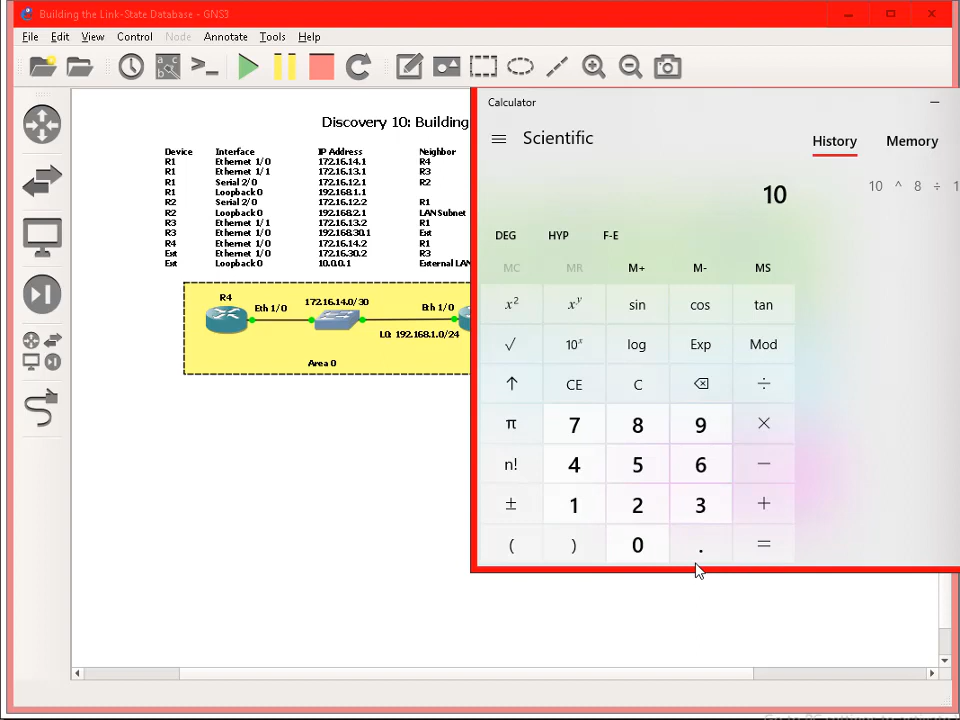 Building the Link-State Database - GNS3
File Edit View Control Node Annotate Tools Help
Discovery 10: Building
Device Interface IP Address Neighbor
R1 Ethernet 1/0 172.16.14.1 R4
R1 Ethernet 1/1 172.16.13.1 R3
R1 Serial 2/0 172.16.12.1 R2
R1 Loopback 0 192.168.1.1
R2 Serial 2/0 172.16.12.2 R1
R2 Loopback 0 192.168.2.1 LAN Subnet
R3 Ethernet 1/1 172.16.13.2 R1
R3 Ethernet 1/0 192.168.30.1 Ext
R4 Ethernet 1/0 172.16.14.2 R1
Ext Ethernet 1/0 172.16.30.2 R3
Ext Loopback 0 10.0.0.1 External LAN
R4
Eth 1/0
172.16.14.0/30
Eth 1/0
L0: 192.168.1.0/24
Area 0
Calculator
Scientific
History Memory
10
10 ^ 8 ÷ 1
DEG HYP F-E
MC MR M+ M- MS
x² xʸ sin cos tan
√ 10ˣ log Exp Mod
↑ CE C ⌫ ÷
π 7 8 9 ×
n! 4 5 6 −
± 1 2 3 +
( ) 0 . =